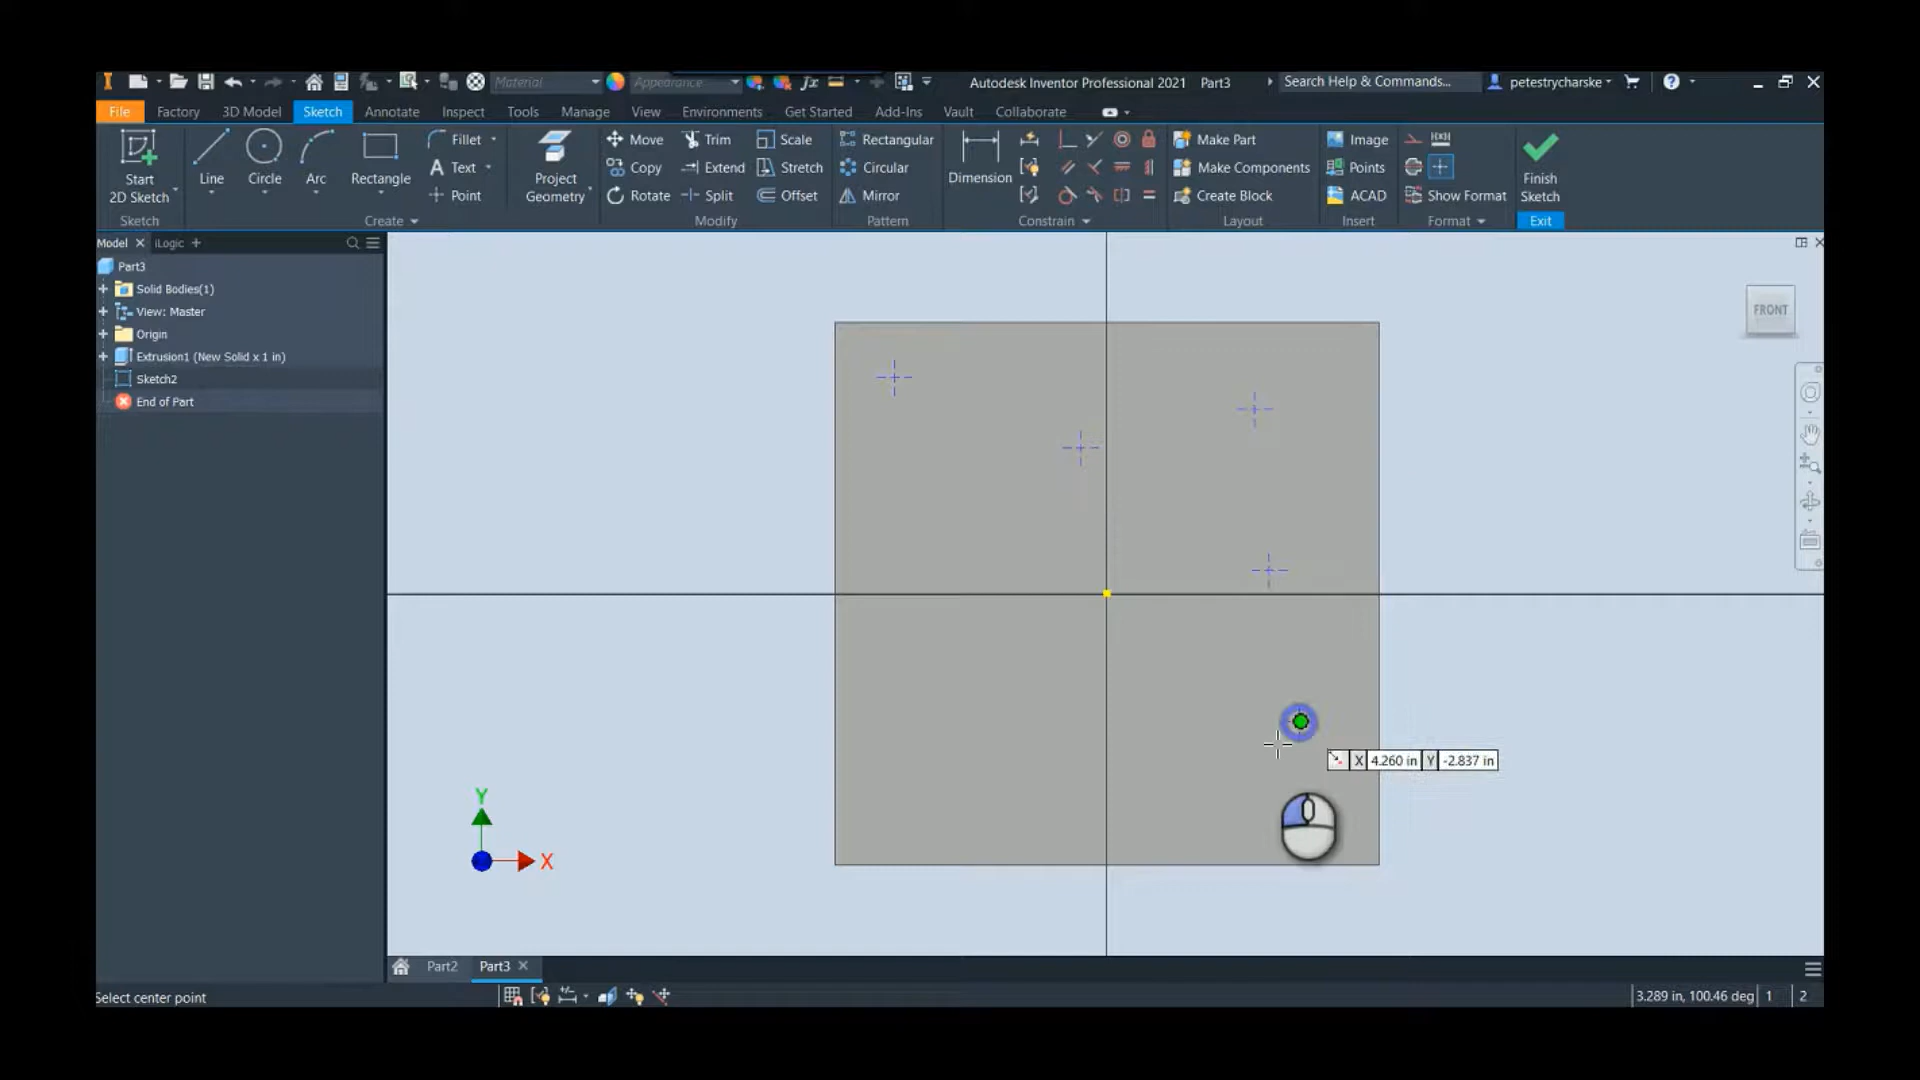 Material Appearance fx Autodesk Inventor Professional 2021 Part3 Search Help & Commands... petestrycharske ?
File Factory 3D Model Sketch Annotate Inspect Tools Manage View Environments Get Started Add-Ins Vault Collaborate
Fillet Move Trim Scale Rectangular Make Part Image
Start 2D Sketch Line Circle Arc Rectangle A Text Project Geometry Copy Extend Stretch Circular Dimension Make Components Points Finish Sketch
Point Rotate Split Offset Mirror Create Block ACAD Show Format
Sketch Create Modify Pattern Constrain Layout Insert Format Exit
Model iLogic +
Part3
Solid Bodies(1)
View: Master
Origin
Extrusion1 (New Solid x 1 in)
Sketch2
End of Part
FRONT
X 4.260 in Y -2.837 in
Y
X
Part2 Part3
Select center point 3.289 in, 100.46 deg 1 2